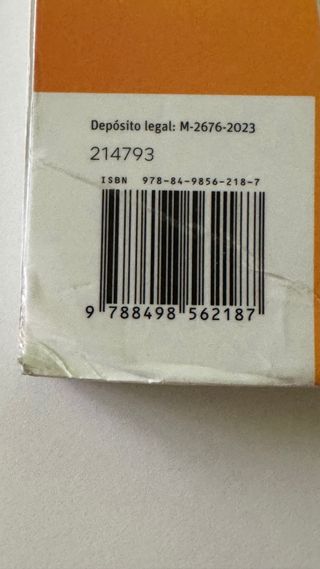 Depósito legal: M-2676-2023
214793
ISBN 978-84-9856-218-7
9 788498 562187